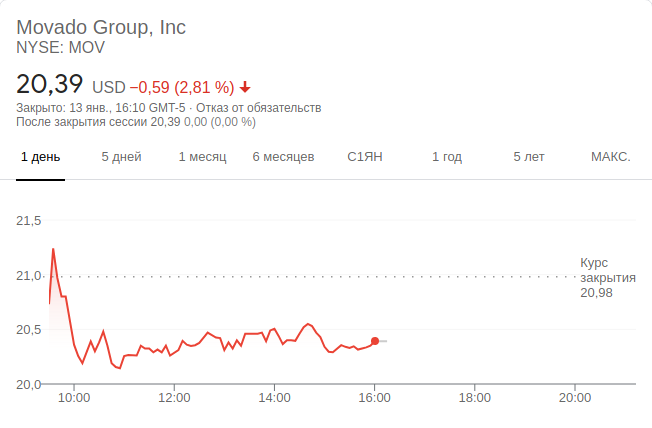 Movado Group, Inc
NYSE: MOV
20,39 USD −0,59 (2,81 %)
Закрыто: 13 янв., 16:10 GMT-5 · Отказ от обязательств
После закрытия сессии 20,39 0,00 (0,00 %)
1 день 5 дней 1 месяц 6 месяцев С1ЯН 1 год 5 лет МАКС.
21,5
21,0
20,5
20,0
Курс
закрытия
20,98
10:00 12:00 14:00 16:00 18:00 20:00